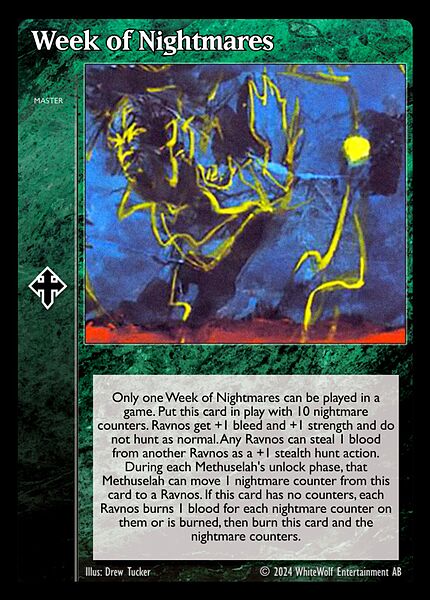 Week of Nightmares
MASTER
Only one Week of Nightmares can be played in a
game. Put this card in play with 10 nightmare
counters. Ravnos get +1 bleed and +1 strength and do
not hunt as normal. Any Ravnos can steal 1 blood
from another Ravnos as a +1 stealth hunt action.
During each Methuselah's unlock phase, that
Methuselah can move 1 nightmare counter from this
card to a Ravnos. If this card has no counters, each
Ravnos burns 1 blood for each nightmare counter on
them or is burned, then burn this card and the
nightmare counters.
Illus: Drew Tucker
© 2024 WhiteWolf Entertainment AB